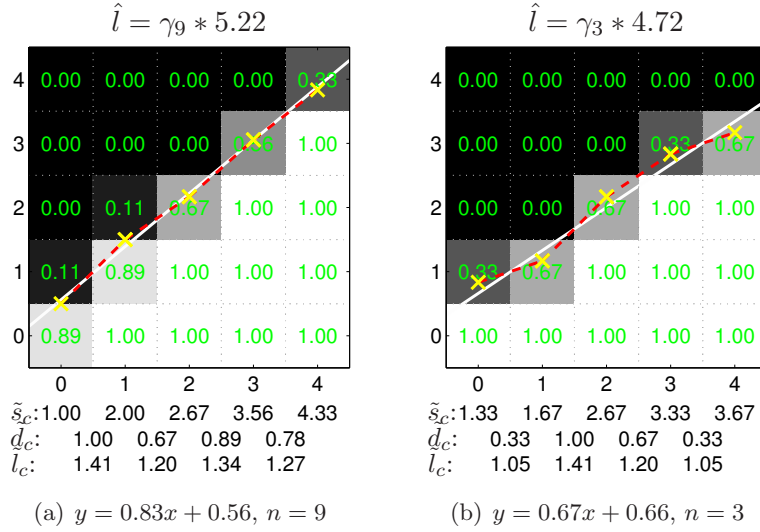 l̂ = γ₉ * 5.22
4 0.00 0.00 0.00 0.00 0.33
3 0.00 0.00 0.00 0.56 1.00
2 0.00 0.11 0.67 1.00 1.00
1 0.11 0.89 1.00 1.00 1.00
0 0.89 1.00 1.00 1.00 1.00
0 1 2 3 4
s̃_c: 1.00 2.00 2.67 3.56 4.33
d̃_c: 1.00 0.67 0.89 0.78
l̃_c: 1.41 1.20 1.34 1.27
(a) y = 0.83x + 0.56, n = 9
l̂ = γ₃ * 4.72
4 0.00 0.00 0.00 0.00 0.00
3 0.00 0.00 0.00 0.33 0.67
2 0.00 0.00 0.67 1.00 1.00
1 0.33 0.67 1.00 1.00 1.00
0 1.00 1.00 1.00 1.00 1.00
0 1 2 3 4
s̃_c: 1.33 1.67 2.67 3.33 3.67
d̃_c: 0.33 1.00 0.67 0.33
l̃_c: 1.05 1.41 1.20 1.05
(b) y = 0.67x + 0.66, n = 3